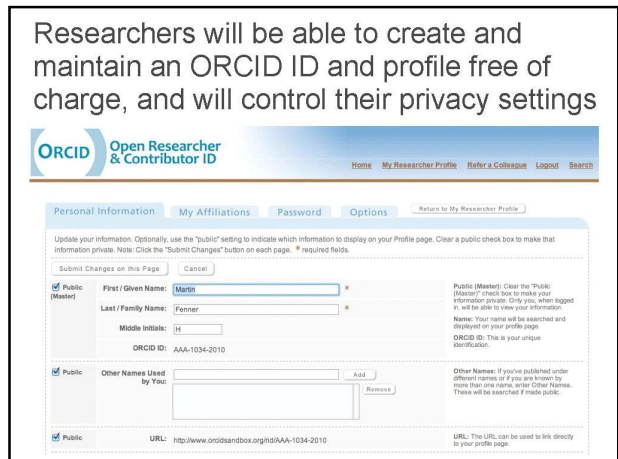 Researchers will be able to create and
maintain an ORCID ID and profile free of
charge, and will control their privacy settings
ORCID
Open Researcher
& Contributor ID
Home My Researcher Profile Refer a Colleague Logout Search
Personal Information My Affiliations Password Options Return to My Researcher Profile
Update your information. Optionally, use the "public" setting to indicate which information to display on your Profile page. Clear a public check box to make that
information private. Note: Click the "Submit Changes" button on each page. * required fields.
Submit Changes on this Page Cancel
Public
(Master)
First / Given Name: Martin *
Last / Family Name: Fenner *
Middle Initials: H
ORCID ID: AAA-1034-2010
Public (Master): Clear the "Public
(Master)" check box to make your
information private. Only you, when logged
in, will be able to view your information.
Name: Your name will be searched and
displayed on your profile page
ORCID ID: This is your unique
identification.
Public
Other Names Used
by You:
Add
Remove
Other Names: If you've published under
different names or if you are known by
more than one name, enter Other Names.
These will be searched if made public.
Public
URL: http://www.orcidsandbox.org/rid/AAA-1034-2010
URL: The URL can be used to link directly
to your profile page.